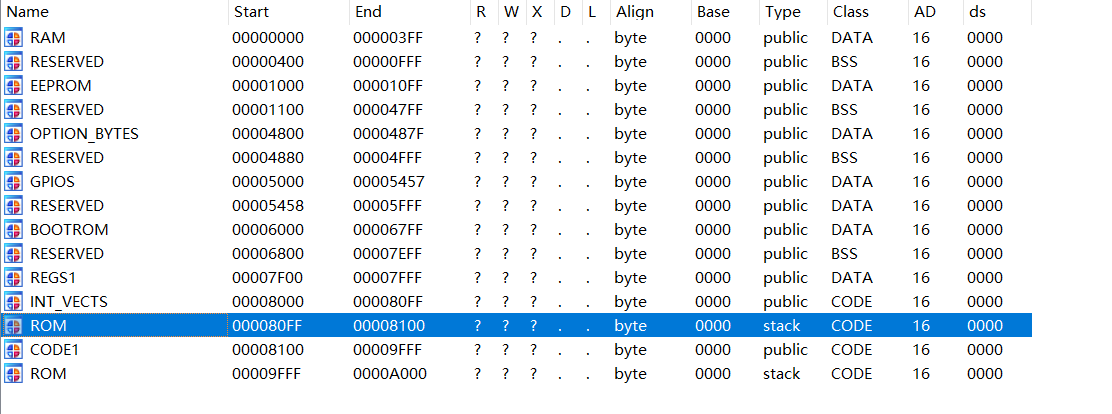 Name Start End R W X D L Align Base Type Class AD ds
RAM 00000000 000003FF ? ? ? . . byte 0000 public DATA 16 0000
RESERVED 00000400 00000FFF ? ? ? . . byte 0000 public BSS 16 0000
EEPROM 00001000 000010FF ? ? ? . . byte 0000 public DATA 16 0000
RESERVED 00001100 000047FF ? ? ? . . byte 0000 public BSS 16 0000
OPTION_BYTES 00004800 0000487F ? ? ? . . byte 0000 public DATA 16 0000
RESERVED 00004880 00004FFF ? ? ? . . byte 0000 public BSS 16 0000
GPIOS 00005000 00005457 ? ? ? . . byte 0000 public DATA 16 0000
RESERVED 00005458 00005FFF ? ? ? . . byte 0000 public BSS 16 0000
BOOTROM 00006000 000067FF ? ? ? . . byte 0000 public DATA 16 0000
RESERVED 00006800 00007EFF ? ? ? . . byte 0000 public BSS 16 0000
REGS1 00007F00 00007FFF ? ? ? . . byte 0000 public DATA 16 0000
INT_VECTS 00008000 000080FF ? ? ? . . byte 0000 public CODE 16 0000
ROM 000080FF 00008100 ? ? ? . . byte 0000 stack CODE 16 0000
CODE1 00008100 00009FFF ? ? ? . . byte 0000 public CODE 16 0000
ROM 00009FFF 0000A000 ? ? ? . . byte 0000 stack CODE 16 0000